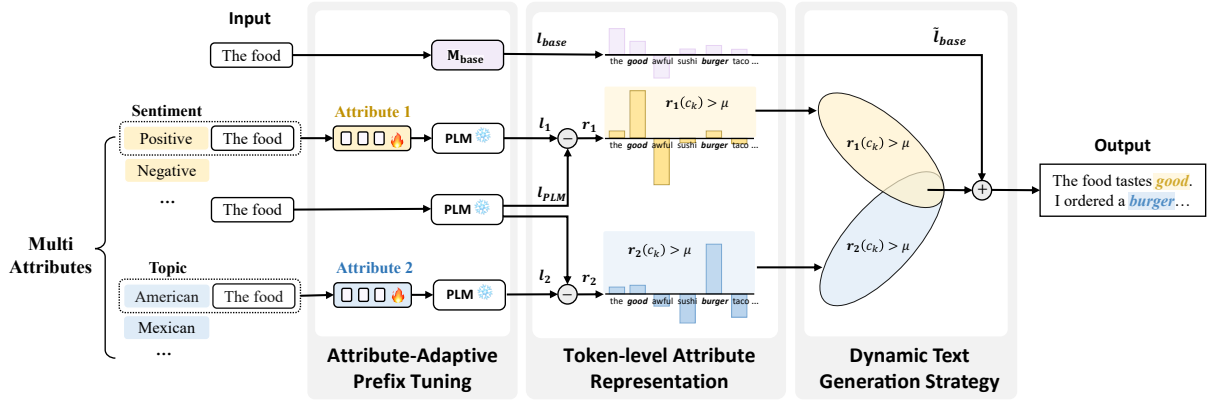 Input
The food
M_base
l_base
the good awful sushi burger taco ...
l̃_base
Sentiment
Positive
The food
Negative
...
Attribute 1
PLM
l_1
r_1
r_1(c_k) > μ
the good awful sushi burger taco ...
r_1(c_k) > μ
l_PLM
The food
PLM
Multi
Attributes
Output
The food tastes good.
I ordered a burger...
Topic
American
The food
Mexican
...
Attribute 2
PLM
l_2
r_2
r_2(c_k) > μ
the good awful sushi burger taco ...
r_2(c_k) > μ
Attribute-Adaptive
Prefix Tuning
Token-level Attribute
Representation
Dynamic Text
Generation Strategy